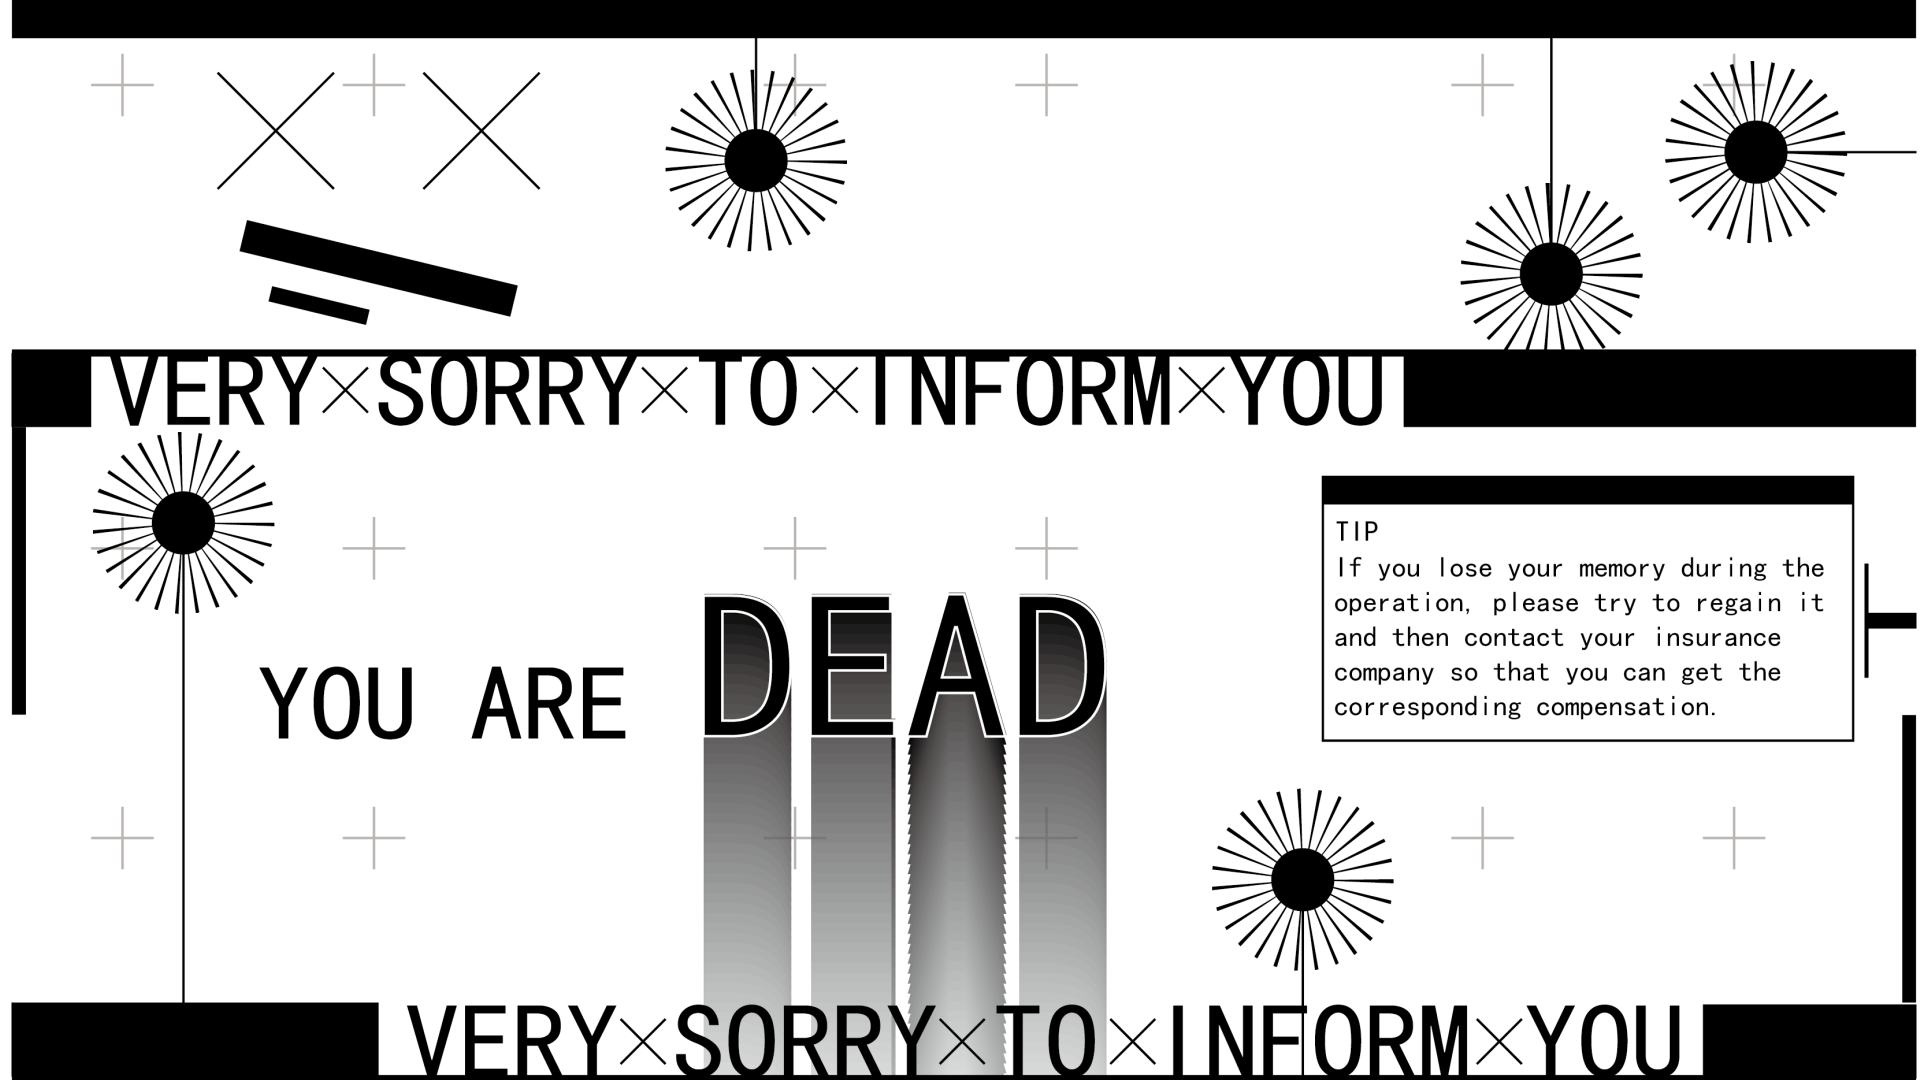 VERY×SORRY×TO×INFORM×YOU
TIP
If you lose your memory during the
operation, please try to regain it
and then contact your insurance
company so that you can get the
corresponding compensation.
YOU ARE DEAD
VERY×SORRY×TO×INFORM×YOU